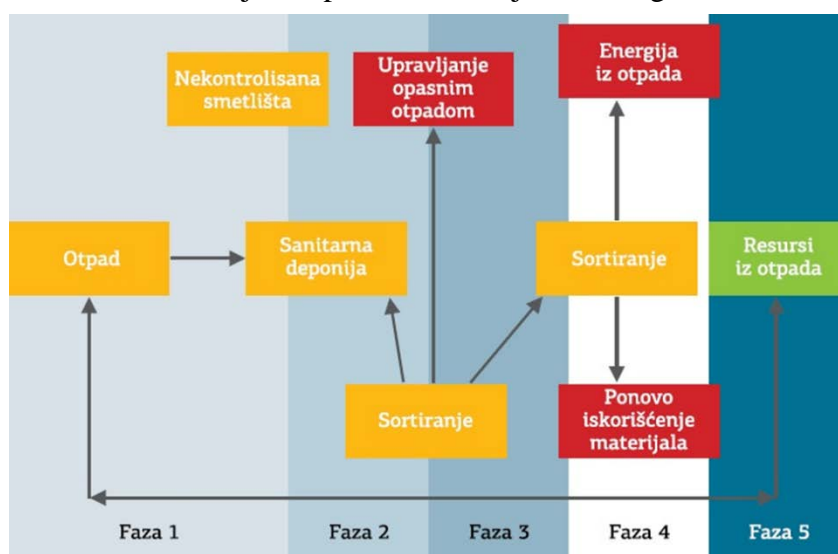 Nekontrolisana
smetlišta
Upravljanje
opasnim
otpadom
Energija
iz otpada
Otpad
Sanitarna
deponija
Sortiranje
Resursi
iz otpada
Sortiranje
Ponovo
iskorišćenje
materijala
Faza 1
Faza 2
Faza 3
Faza 4
Faza 5